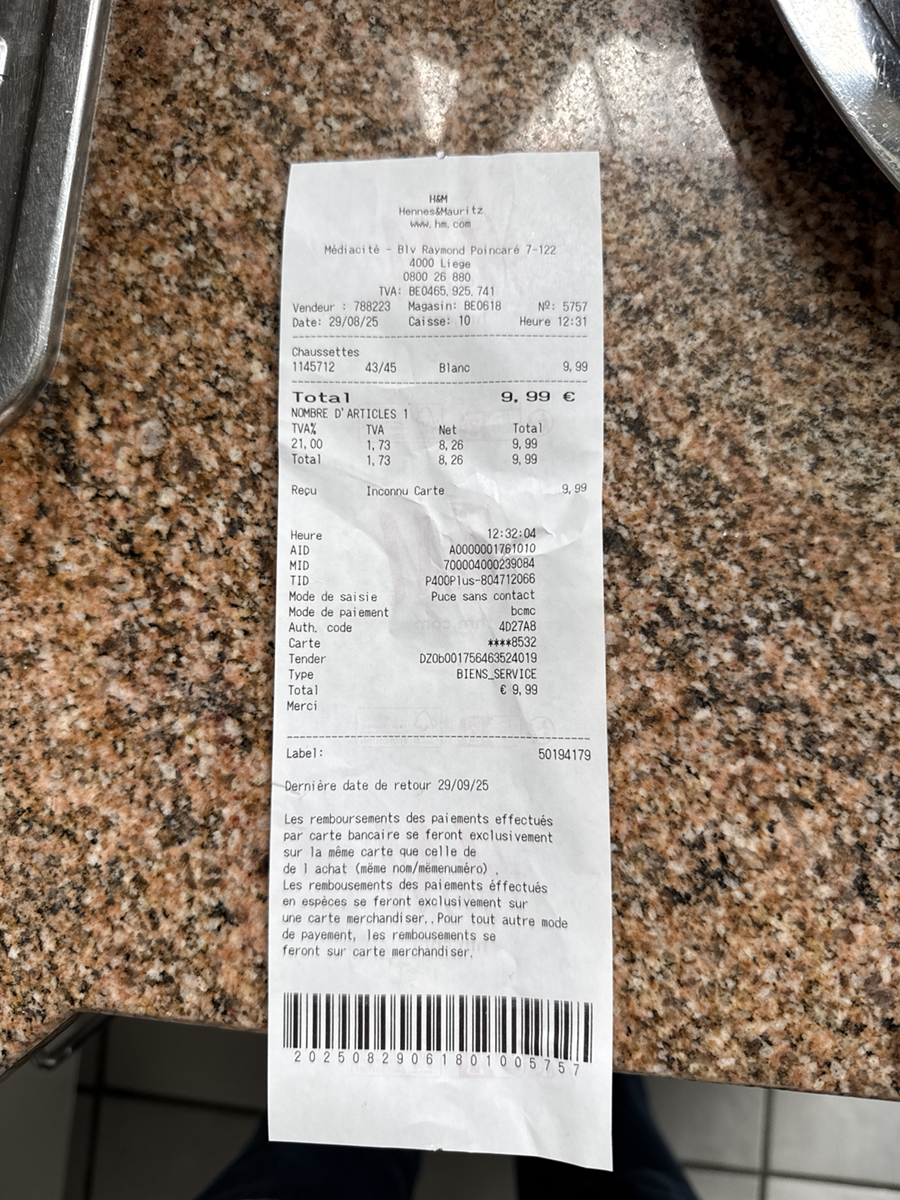 H&M
Hennes&Mauritz
www.hm.com
Médiacité - Blv Raymond Poincaré 7-122
4000 Liege
0800 26 880
TVA: BE0465.925.741
Vendeur : 788223 Magasin: BE0618 Nº: 5757
Date: 29/08/25 Caisse: 10 Heure 12:31
Chaussettes
1145712 43/45 Blanc 9,99
Total 9,99 €
NOMBRE D'ARTICLES 1
TVA% TVA Net Total
21,00 1,73 8,26 9,99
Total 1,73 8,26 9,99
Reçu Inconnu Carte 9,99
Heure 12:32:04
AID A0000001761010
MID 700004000239084
TID P400Plus-804712066
Mode de saisie Puce sans contact
Mode de paiement bcmc
Auth. code 4D27A8
Carte ****8532
Tender DZ0b001756463524019
Type BIENS_SERVICE
Total € 9,99
Merci
Label: 50194179
Dernière date de retour 29/09/25
Les remboursements des paiements effectués
par carte bancaire se feront exclusivement
sur la même carte que celle de
de l achat (même nom/mêmenuméro) .
Les rembousements des paiements éffectués
en espèces se feront exclusivement sur
une carte merchandiser..Pour tout autre mode
de payement, les rembousements se
feront sur carte merchandiser.
20250829061801005757